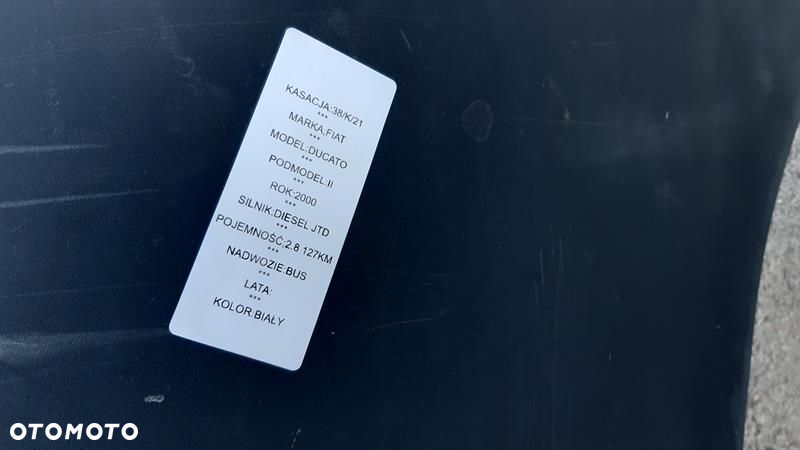 KASACJA:38/K/21
***
MARKA;FIAT
***
MODEL:DUCATO
***
PODMODEL:II
***
ROK:2000
***
SILNIK:DIESEL JTD
***
POJEMNOŚĆ;2.8 127KM
***
NADWOZIE:BUS
***
LATA:
***
KOLOR:BIAŁY
OTOMOTO